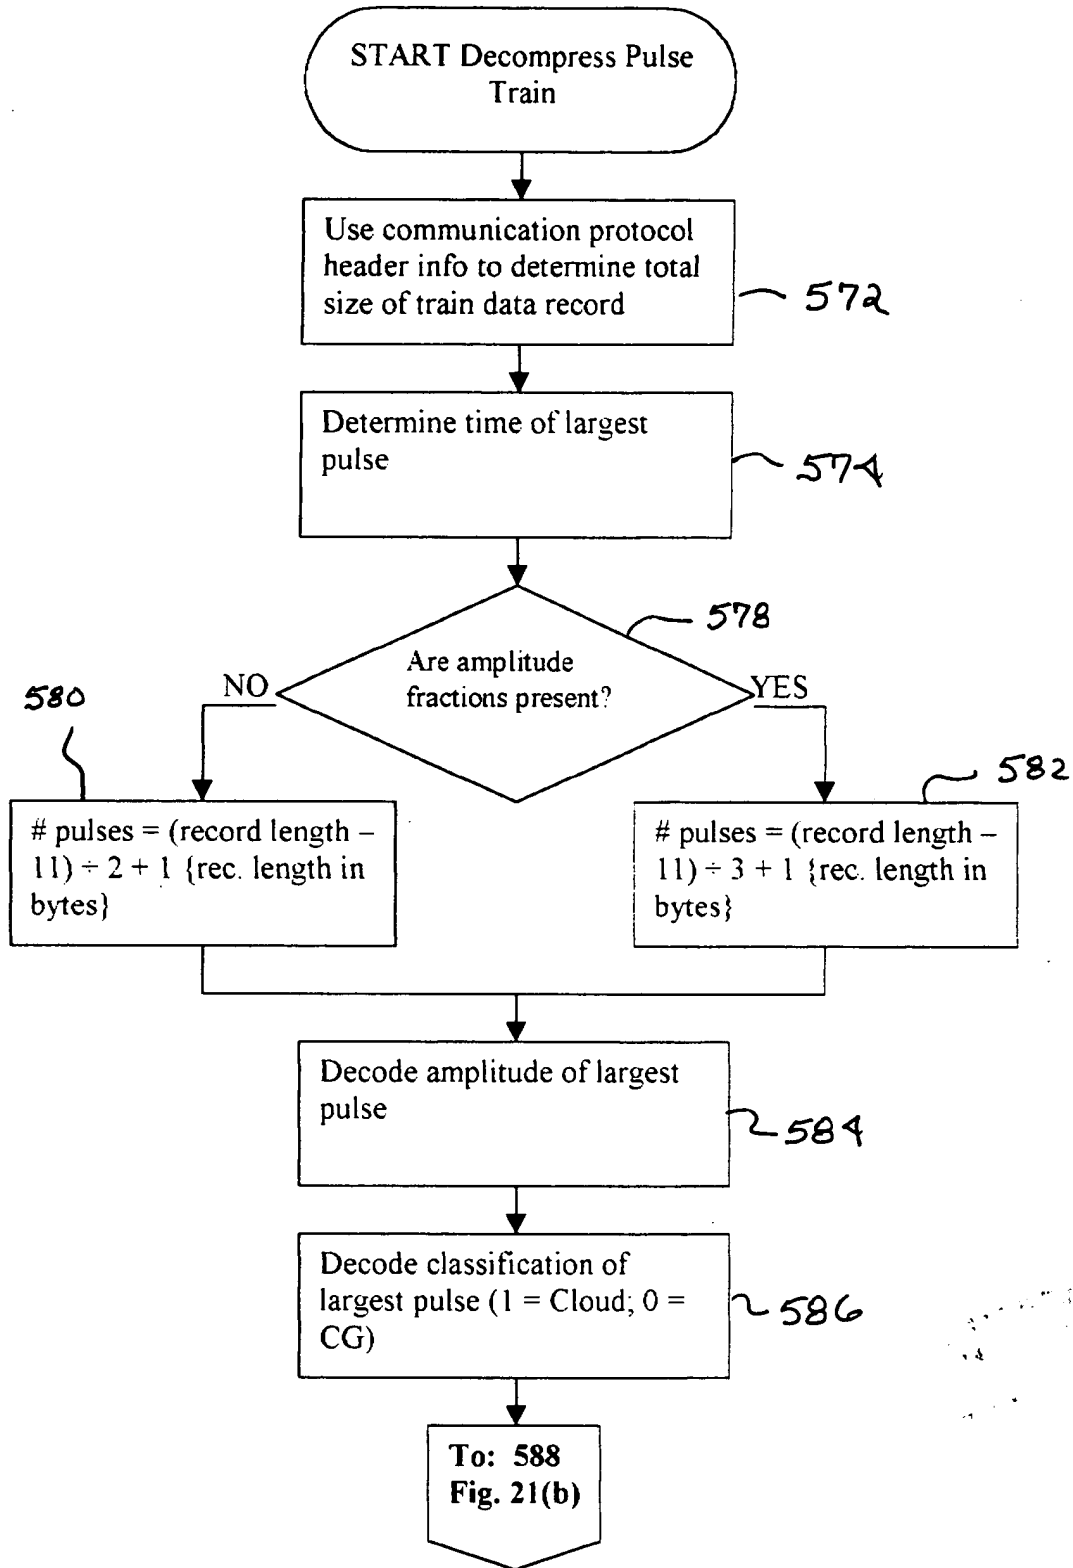 START Decompress Pulse
Train
Use communication protocol
header info to determine total
size of train data record
572
Determine time of largest
pulse
574
578
Are amplitude
fractions present?
NO
YES
580
582
# pulses = (record length –
11) ÷ 2 + 1 {rec. length in
bytes}
# pulses = (record length –
11) ÷ 3 + 1 {rec. length in
bytes}
Decode amplitude of largest
pulse
584
Decode classification of
largest pulse (1 = Cloud; 0 =
CG)
586
To: 588
Fig. 21(b)